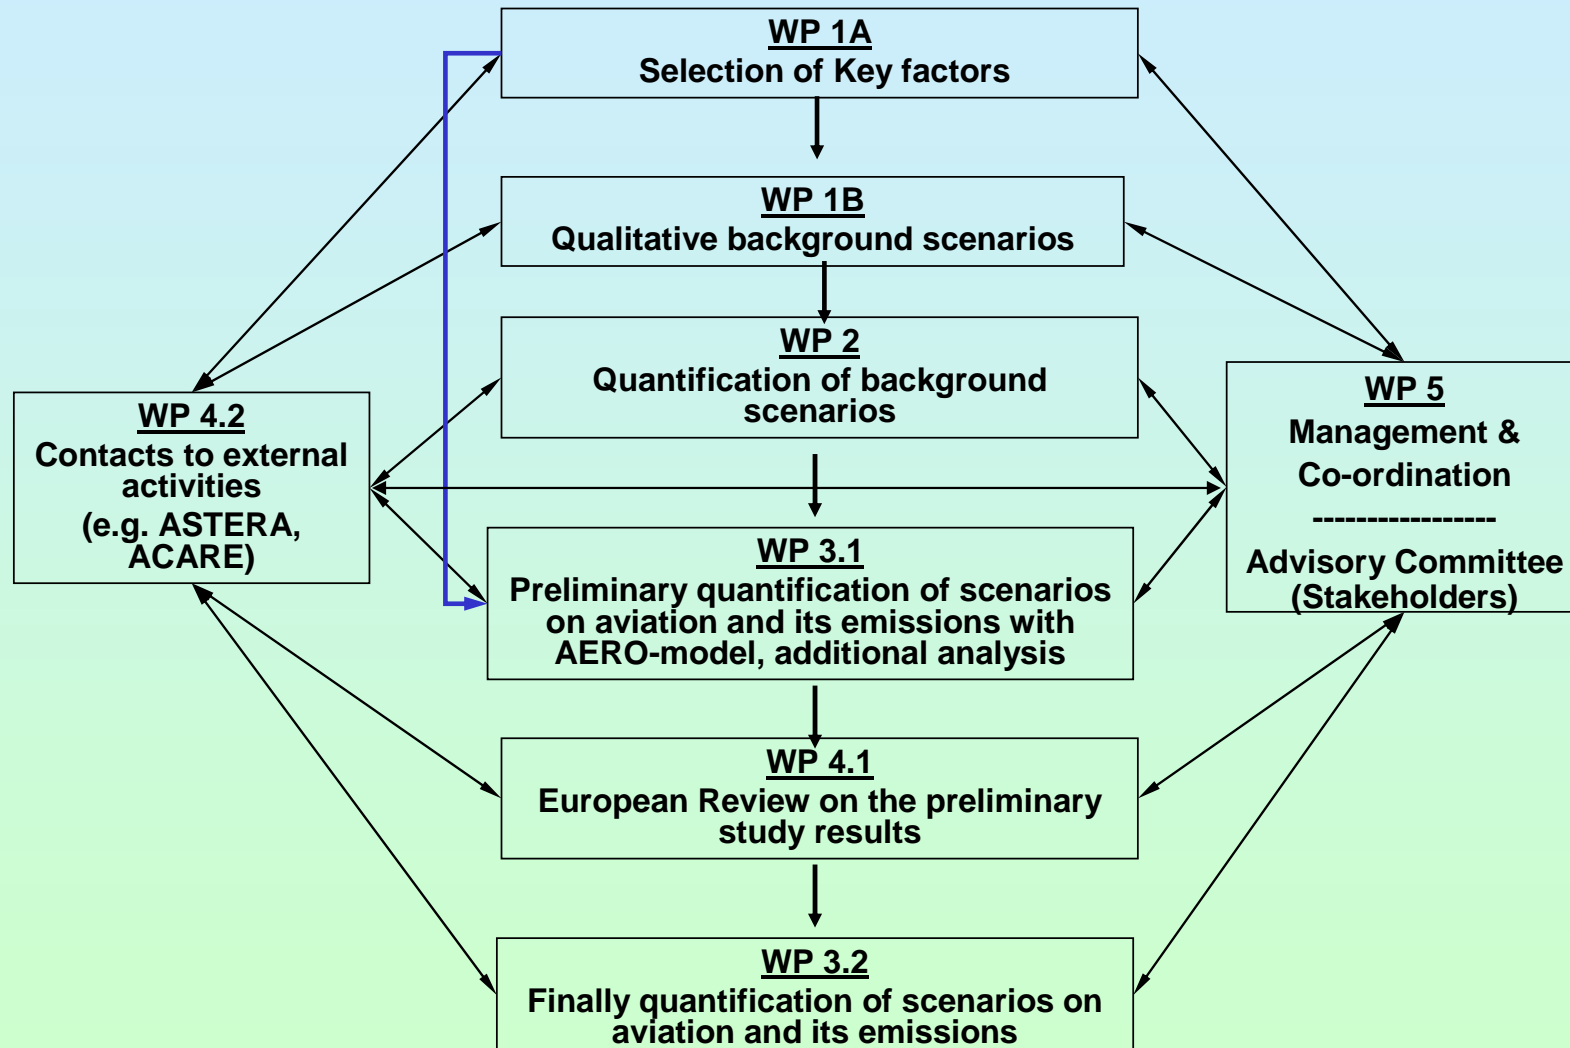 WP 1A
Selection of Key factors
WP 1B
Qualitative background scenarios
WP 2
Quantification of background
scenarios
WP 4.2
Contacts to external
activities
(e.g. ASTERA,
ACARE)
WP 5
Management &
Co-ordination
-----------------
Advisory Committee
(Stakeholders)
WP 3.1
Preliminary quantification of scenarios
on aviation and its emissions with
AERO-model, additional analysis
WP 4.1
European Review on the preliminary
study results
WP 3.2
Finally quantification of scenarios on
aviation and its emissions